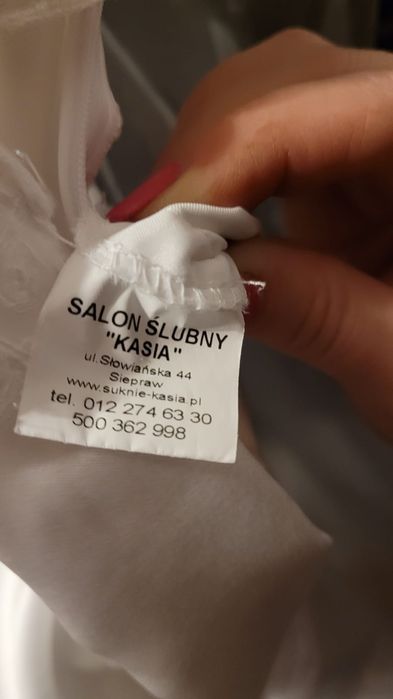 SALON ŚLUBNY
"KASIA"
ul.Słowiańska 44
Siepraw
www.suknie-kasia.pl
tel. 012 274 63 30
500 362 998